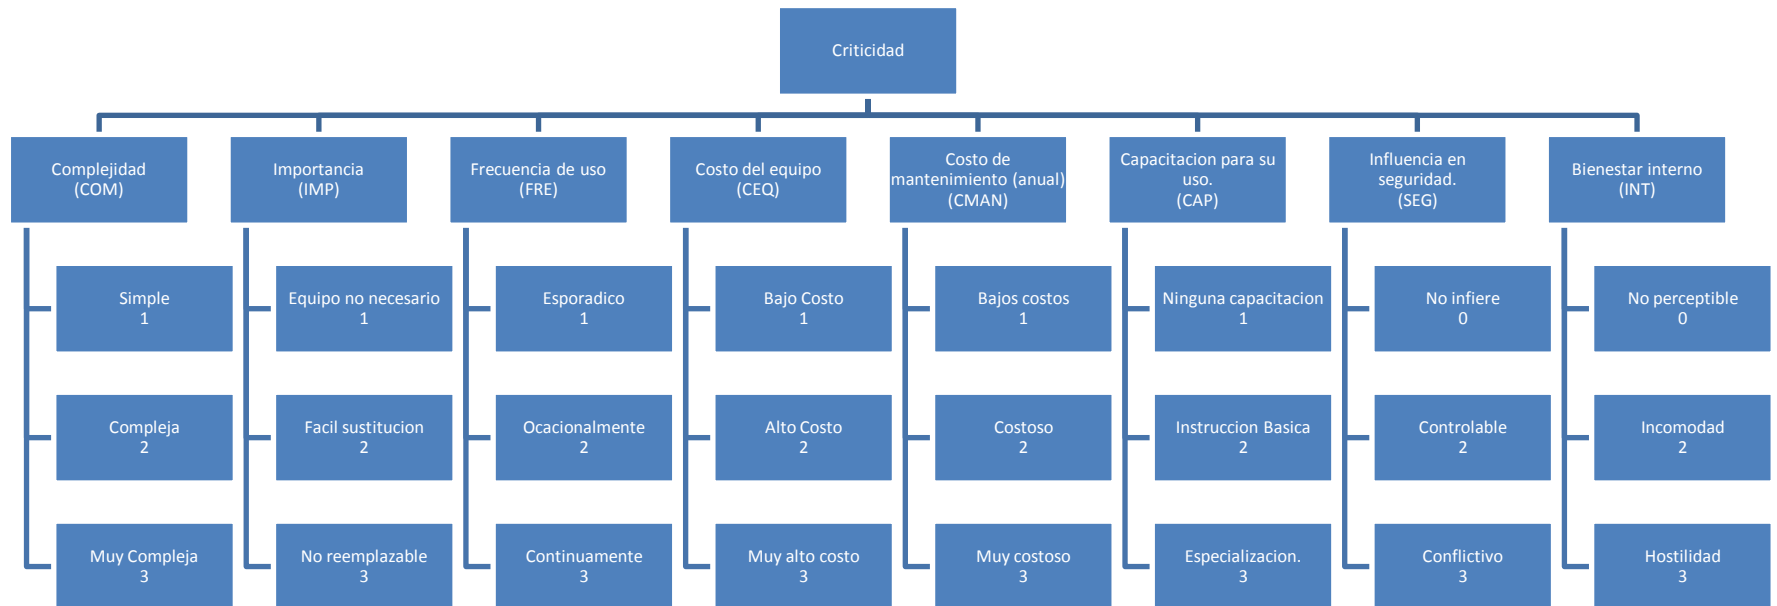 Criticidad
Complejidad
(COM)
Importancia
(IMP)
Frecuencia de uso
(FRE)
Costo del equipo
(CEQ)
Costo de
mantenimiento (anual)
(CMAN)
Capacitacion para su
uso.
(CAP)
Influencia en
seguridad.
(SEG)
Bienestar interno
(INT)
Simple
1
Equipo no necesario
1
Esporadico
1
Bajo Costo
1
Bajos costos
1
Ninguna capacitacion
1
No infiere
0
No perceptible
0
Compleja
2
Facil sustitucion
2
Ocacionalmente
2
Alto Costo
2
Costoso
2
Instruccion Basica
2
Controlable
2
Incomodad
2
Muy Compleja
3
No reemplazable
3
Continuamente
3
Muy alto costo
3
Muy costoso
3
Especializacion.
3
Conflictivo
3
Hostilidad
3